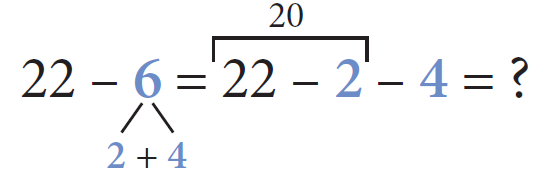 20
22 – 6 = 22 – 2 – 4 = ?
2 + 4